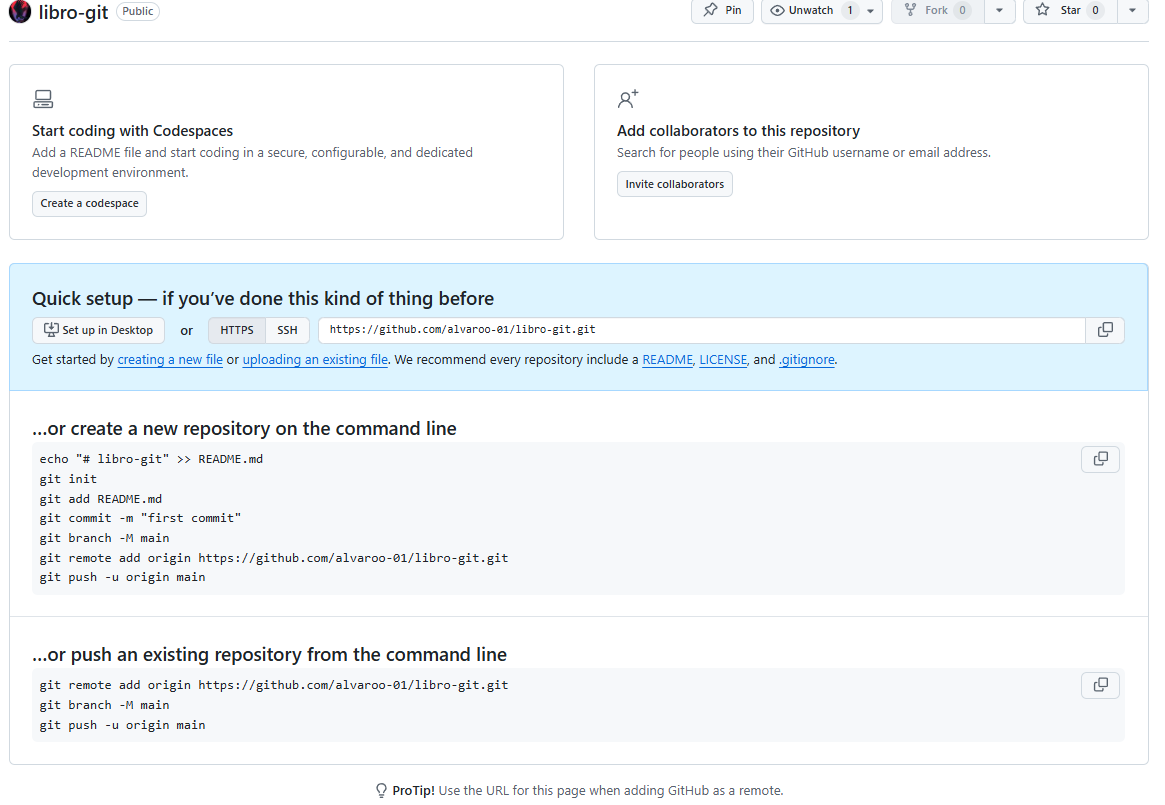 libro-git Public Pin Unwatch 1 Fork 0 Star 0
Start coding with Codespaces
Add a README file and start coding in a secure, configurable, and dedicated
development environment.
Create a codespace
Add collaborators to this repository
Search for people using their GitHub username or email address.
Invite collaborators
Quick setup — if you’ve done this kind of thing before
Set up in Desktop or HTTPS SSH https://github.com/alvaroo-01/libro-git.git
Get started by creating a new file or uploading an existing file. We recommend every repository include a README, LICENSE, and .gitignore.
…or create a new repository on the command line
echo "# libro-git" >> README.md
git init
git add README.md
git commit -m "first commit"
git branch -M main
git remote add origin https://github.com/alvaroo-01/libro-git.git
git push -u origin main
…or push an existing repository from the command line
git remote add origin https://github.com/alvaroo-01/libro-git.git
git branch -M main
git push -u origin main
ProTip! Use the URL for this page when adding GitHub as a remote.